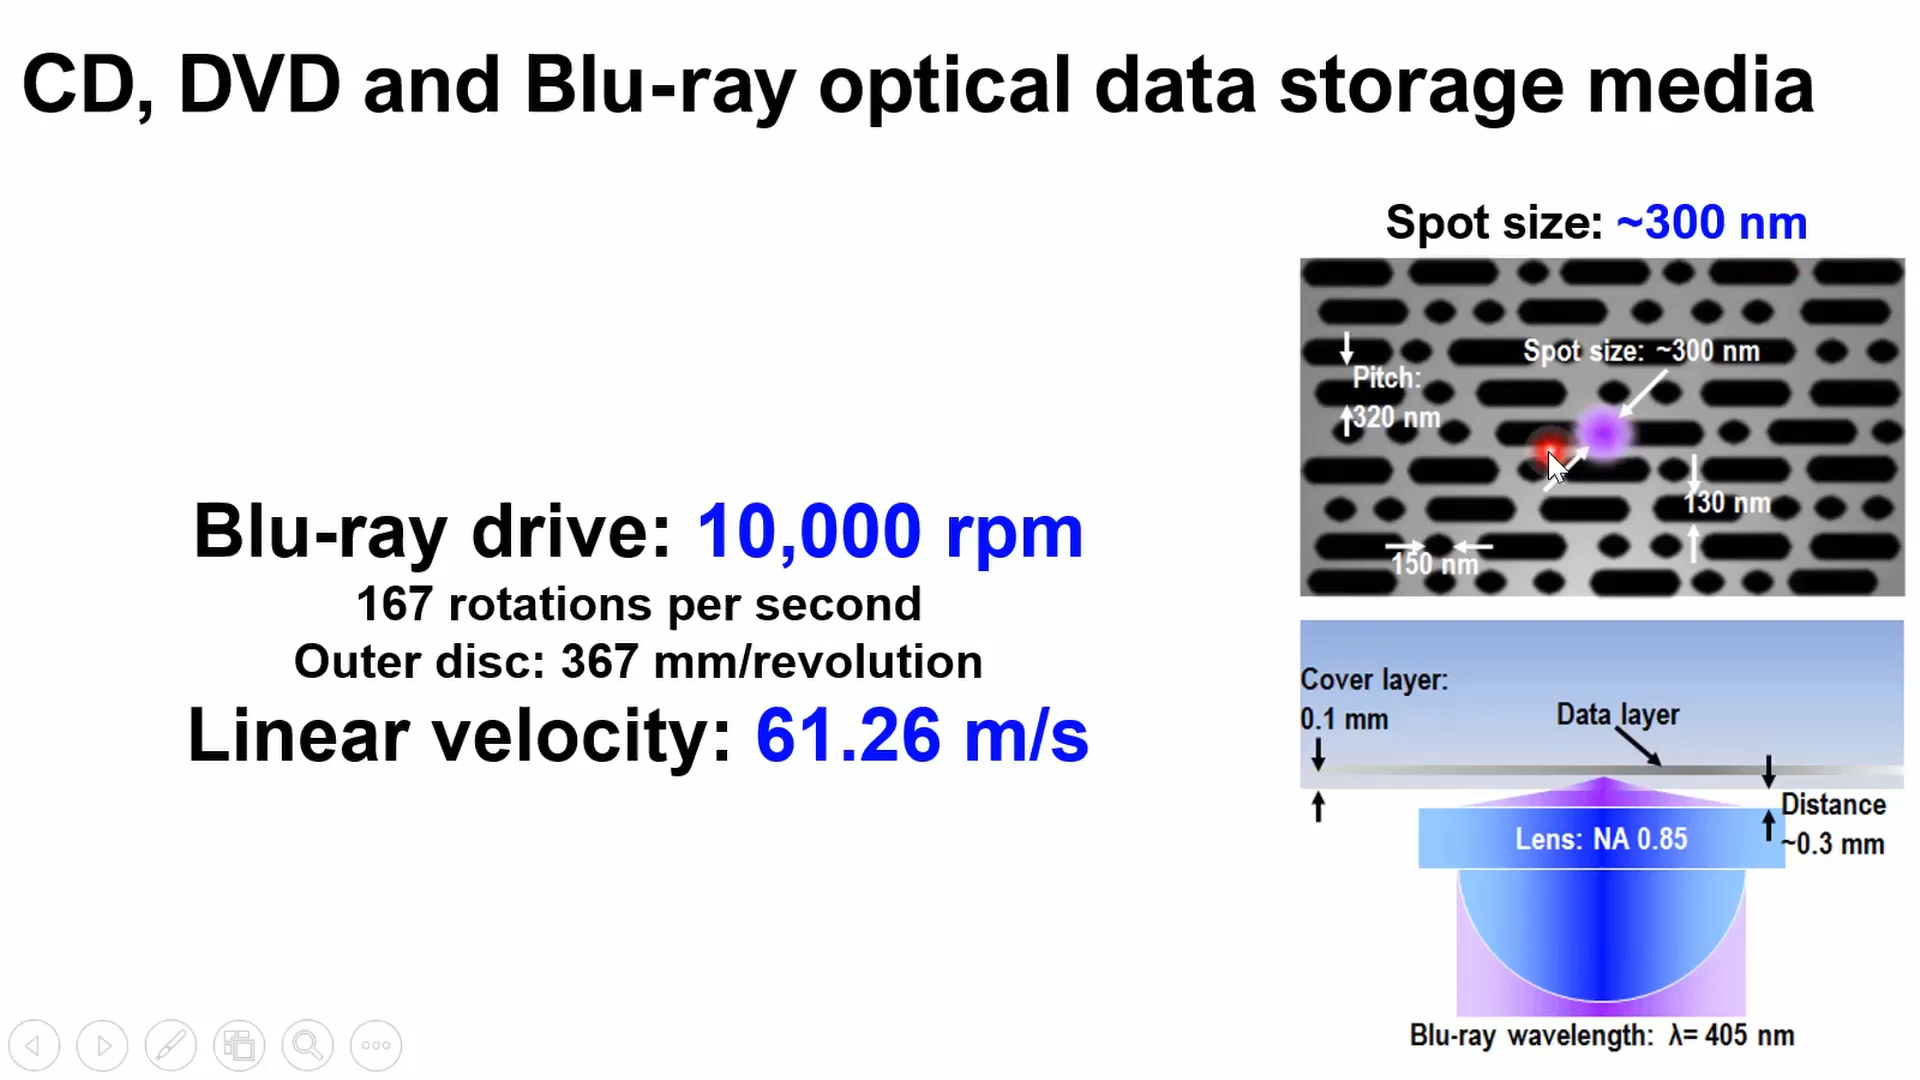 CD, DVD and Blu-ray optical data storage media
Spot size: ~300 nm
Spot size: ~300 nm
Pitch:
320 nm
130 nm
150 nm
Blu-ray drive: 10,000 rpm
167 rotations per second
Outer disc: 367 mm/revolution
Linear velocity: 61.26 m/s
Cover layer:
0.1 mm
Data layer
Distance
~0.3 mm
Lens: NA 0.85
Blu-ray wavelength: λ= 405 nm